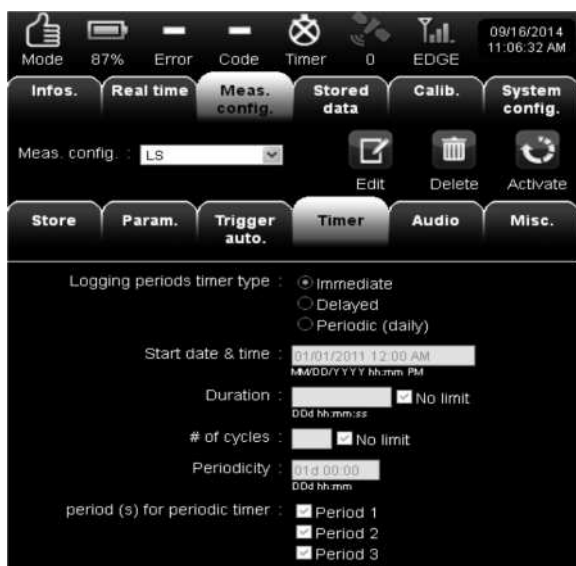 09/16/2014
11:06:32 AM
Mode 87% Error Code Timer 0 EDGE
Infos. Real time Meas. config. Stored data Calib. System config.
Meas. config. : LS
Edit Delete Activate
Store Param. Trigger auto. Timer Audio Misc.
Logging periods timer type : Immediate
Delayed
Periodic (daily)
Start date & time : 01/01/2011 12:00 AM
MM/DD/YYYY hh:mm PM
Duration : No limit
DDd hh:mm:ss
# of cycles : No limit
Periodicity : 01d 00:00
DDd hh:mm
period (s) for periodic timer : Period 1
Period 2
Period 3